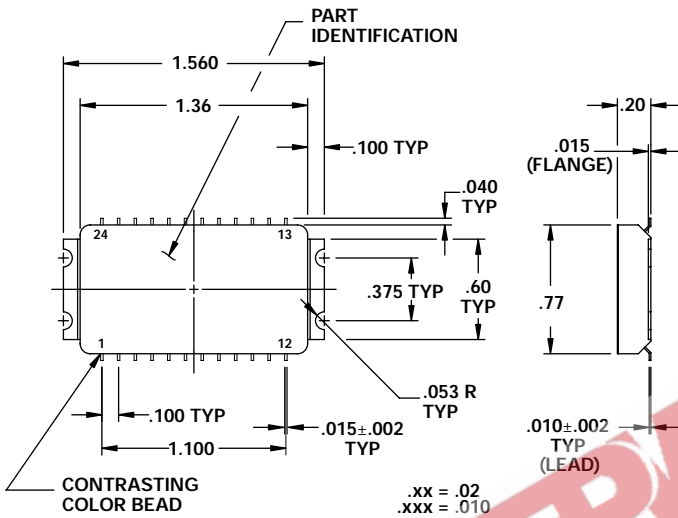 PART
IDENTIFICATION
1.560
1.36
.20
.100 TYP
.015
(FLANGE)
.040
TYP
24
13
.375 TYP
.60
TYP
.77
1
12
.053 R
TYP
.100 TYP
.015±.002
TYP
1.100
.010±.002
TYP
(LEAD)
CONTRASTING
COLOR BEAD
.xx = .02
.xxx = .010